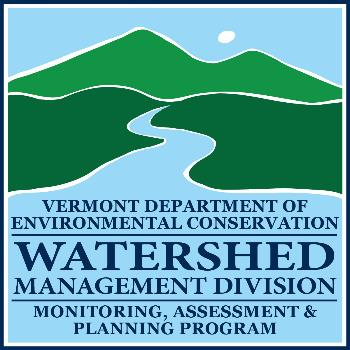 VERMONT DEPARTMENT OF
ENVIRONMENTAL CONSERVATION
WATERSHED
MANAGEMENT DIVISION
MONITORING, ASSESSMENT &
PLANNING PROGRAM